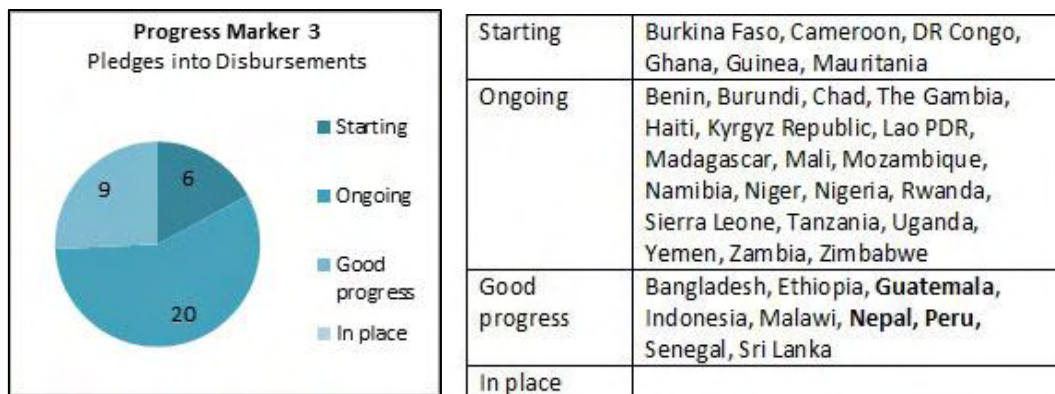 Progress Marker 3
Pledges into Disbursements
9
6
20
Starting
Ongoing
Good
progress
In place
Starting
Burkina Faso, Cameroon, DR Congo,
Ghana, Guinea, Mauritania
Ongoing
Benin, Burundi, Chad, The Gambia,
Haiti, Kyrgyz Republic, Lao PDR,
Madagascar, Mali, Mozambique,
Namibia, Niger, Nigeria, Rwanda,
Sierra Leone, Tanzania, Uganda,
Yemen, Zambia, Zimbabwe
Good
progress
Bangladesh, Ethiopia, Guatemala,
Indonesia, Malawi, Nepal, Peru,
Senegal, Sri Lanka
In place